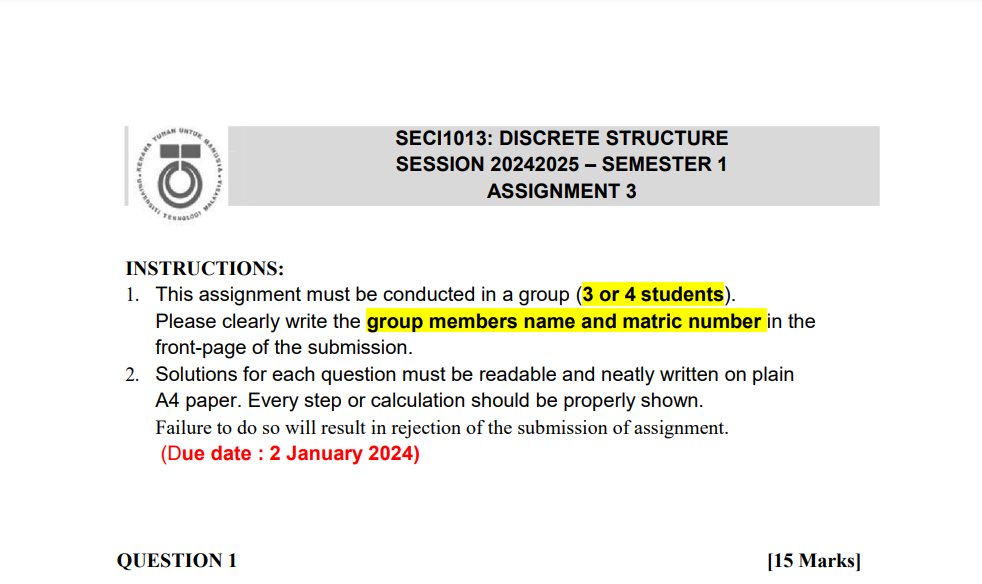 KERANA TUHAN UNTUK MANUSIA
UNIVERSITI TEKNOLOGI MALAYSIA
SECI1013: DISCRETE STRUCTURE
SESSION 20242025 – SEMESTER 1
ASSIGNMENT 3
INSTRUCTIONS:
1. This assignment must be conducted in a group (3 or 4 students).
Please clearly write the group members name and matric number in the
front-page of the submission.
2. Solutions for each question must be readable and neatly written on plain
A4 paper. Every step or calculation should be properly shown.
Failure to do so will result in rejection of the submission of assignment.
(Due date : 2 January 2024)
QUESTION 1 [15 Marks]